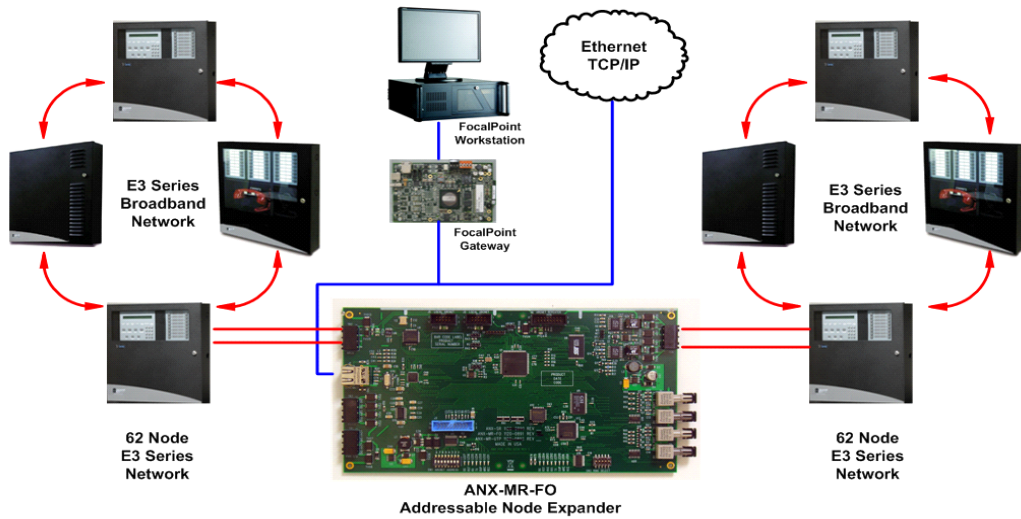 Ethernet
TCP/IP
FocalPoint
Workstation
FocalPoint
Gateway
E3 Series
Broadband
Network
E3 Series
Broadband
Network
62 Node
E3 Series
Network
62 Node
E3 Series
Network
ANX-MR-FO
Addressable Node Expander